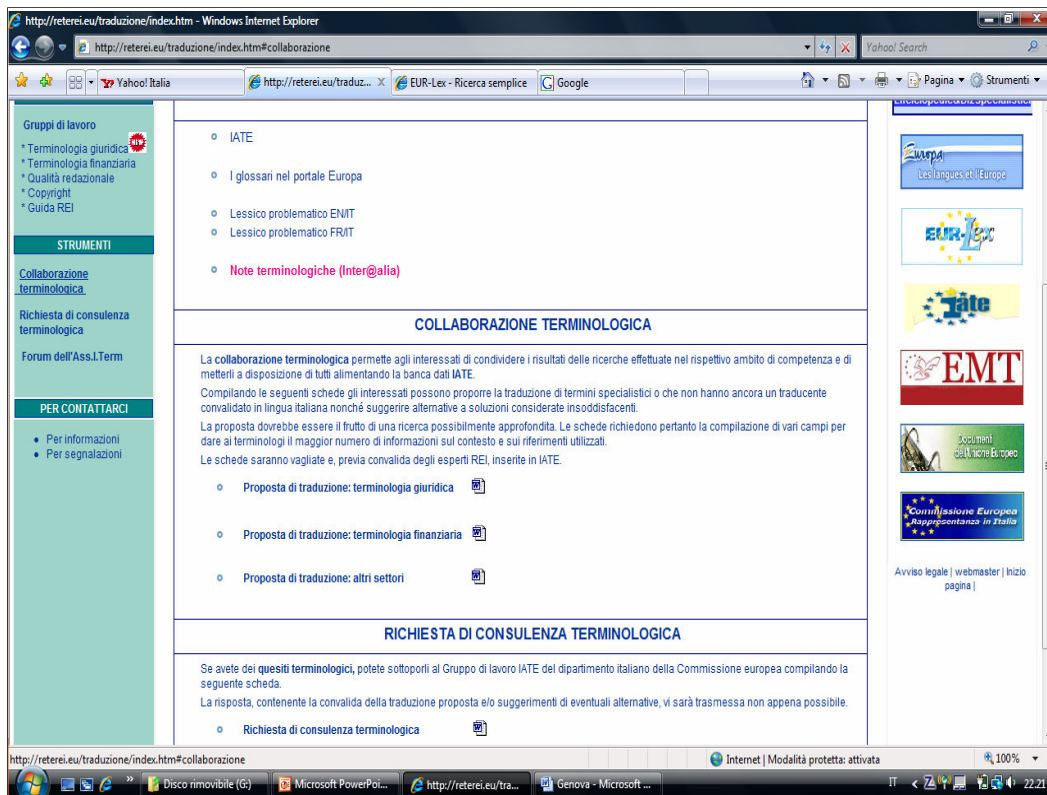 http://reterei.eu/traduzione/index.htm - Windows Internet Explorer
http://reterei.eu/traduzione/index.htm#collaborazione
Yahoo! Search
Yahoo! Italia
http://reterei.eu/traduz...
EUR-Lex - Ricerca semplice
Google
Pagina
Strumenti
Gruppi di lavoro
* Terminologia giuridica
* Terminologia finanziaria
* Qualità redazionale
* Copyright
* Guida REI
STRUMENTI
Collaborazione
terminologica
Richiesta di consulenza
terminologica
Forum dell'Ass.I.Term
PER CONTATTARCI
Per informazioni
Per segnalazioni
IATE
I glossari nel portale Europa
Lessico problematico EN/IT
Lessico problematico FR/IT
Note terminologiche (Inter@alia)
COLLABORAZIONE TERMINOLOGICA
La collaborazione terminologica permette agli interessati di condividere i risultati delle ricerche effettuate nel rispettivo ambito di competenza e di
metterli a disposizione di tutti alimentando la banca dati IATE.
Compilando le seguenti schede gli interessati possono proporre la traduzione di termini specialistici o che non hanno ancora un traducente
convalidato in lingua italiana nonché suggerire alternative a soluzioni considerate insoddisfacenti.
La proposta dovrebbe essere il frutto di una ricerca possibilmente approfondita. Le schede richiedono pertanto la compilazione di vari campi per
dare ai terminologi il maggior numero di informazioni sul contesto e sui riferimenti utilizzati.
Le schede saranno vagliate e, previa convalida degli esperti REI, inserite in IATE.
Proposta di traduzione: terminologia giuridica
Proposta di traduzione: terminologia finanziaria
Proposta di traduzione: altri settori
RICHIESTA DI CONSULENZA TERMINOLOGICA
Se avete dei quesiti terminologici, potete sottoporli al Gruppo di lavoro IATE del dipartimento italiano della Commissione europea compilando la
seguente scheda.
La risposta, contenente la convalida della traduzione proposta e/o suggerimenti di eventuali alternative, vi sarà trasmessa non appena possibile.
Richiesta di consulenza terminologica
Europa
Les langues et l'Europe
EUR-Lex
iate
EMT
Documenti
dell'Unione Europea
Commissione Europea
Rappresentanza in Italia
Avviso legale | webmaster | Inizio
pagina |
http://reterei.eu/traduzione/index.htm#collaborazione
Internet | Modalità protetta: attivata
100%
Disco rimovibile (G:)
Microsoft PowerPoi...
http://reterei.eu/tra...
Genova - Microsoft ...
IT
22.21